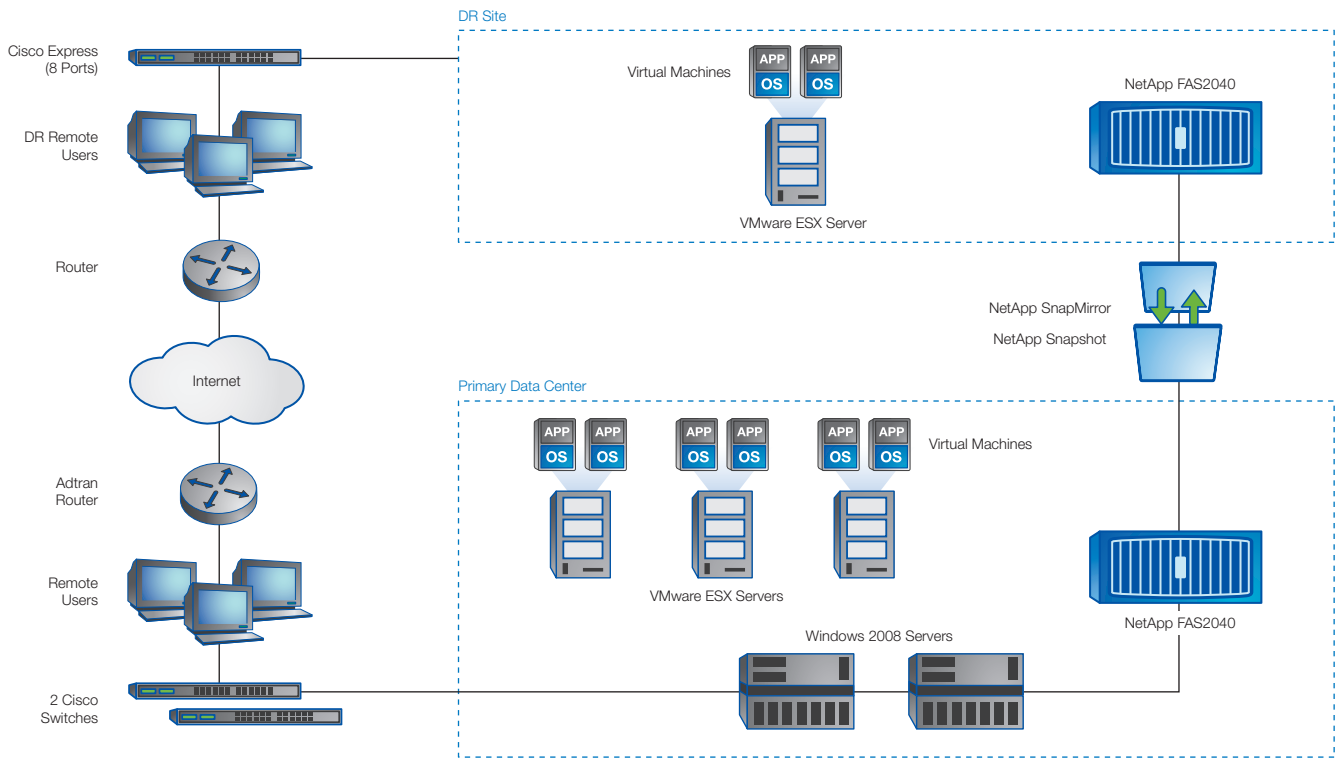 DR Site
Cisco Express
(8 Ports)
Virtual Machines
APP
OS
APP
OS
NetApp FAS2040
DR Remote
Users
VMware ESX Server
Router
NetApp SnapMirror
NetApp Snapshot
Internet
Primary Data Center
APP
OS
APP
OS
APP
OS
APP
OS
APP
OS
APP
OS
Virtual Machines
Adtran
Router
Remote
Users
VMware ESX Servers
NetApp FAS2040
Windows 2008 Servers
2 Cisco
Switches